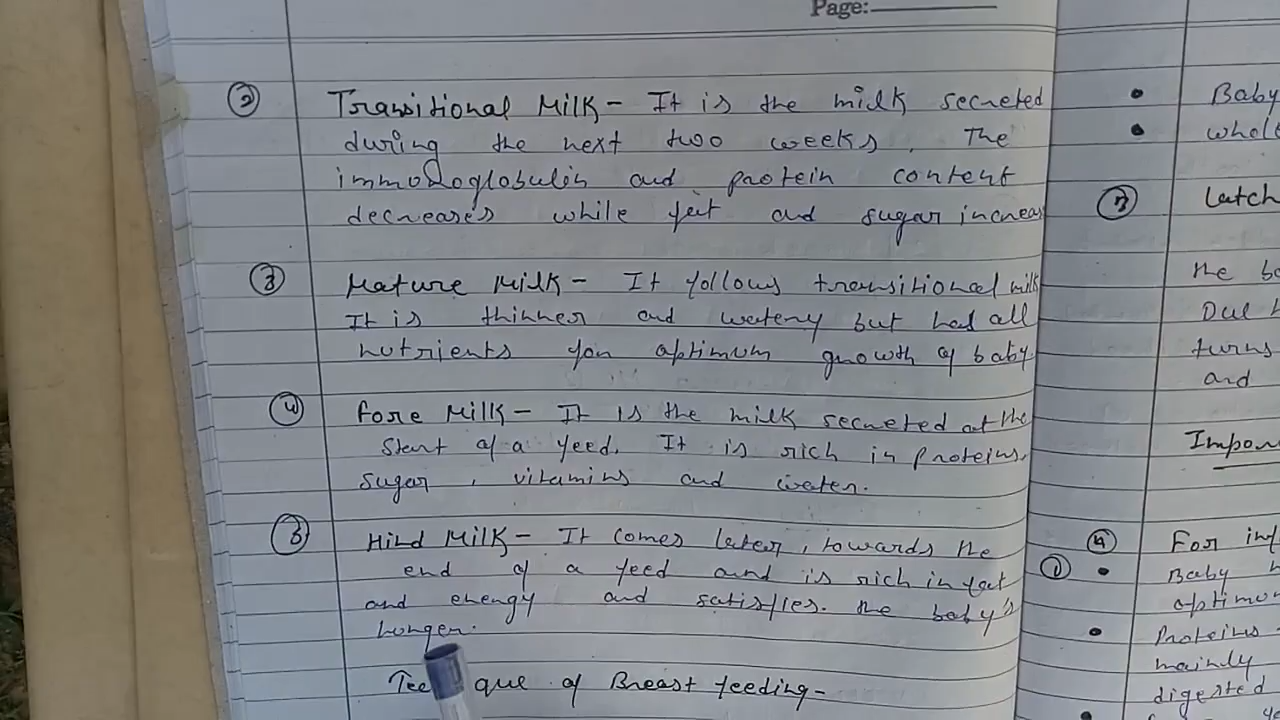 Page:
② Transitional Milk - It is the milk secreted
during the next two weeks. The
immunoglobulin and protein content
decreases while fat and sugar increas
③ Mature Milk - It follows transitional milk
It is thinner and watery but had all
nutrients for optimum growth of baby
④ Fore Milk - It is the milk secreted at the
start of a feed. It is rich in proteins,
sugar, vitamins and water.
⑤ Hind Milk - It comes later, towards the
end of a feed and is rich in fat
and energy and satisfies. the baby's
hunger.
que of Breast feeding -
• Baby
• whole
③ Latch
the bo
Due
turns
and
Impor
④ For inf
① • Baby h
optimu
• Proteins
mainly
digested